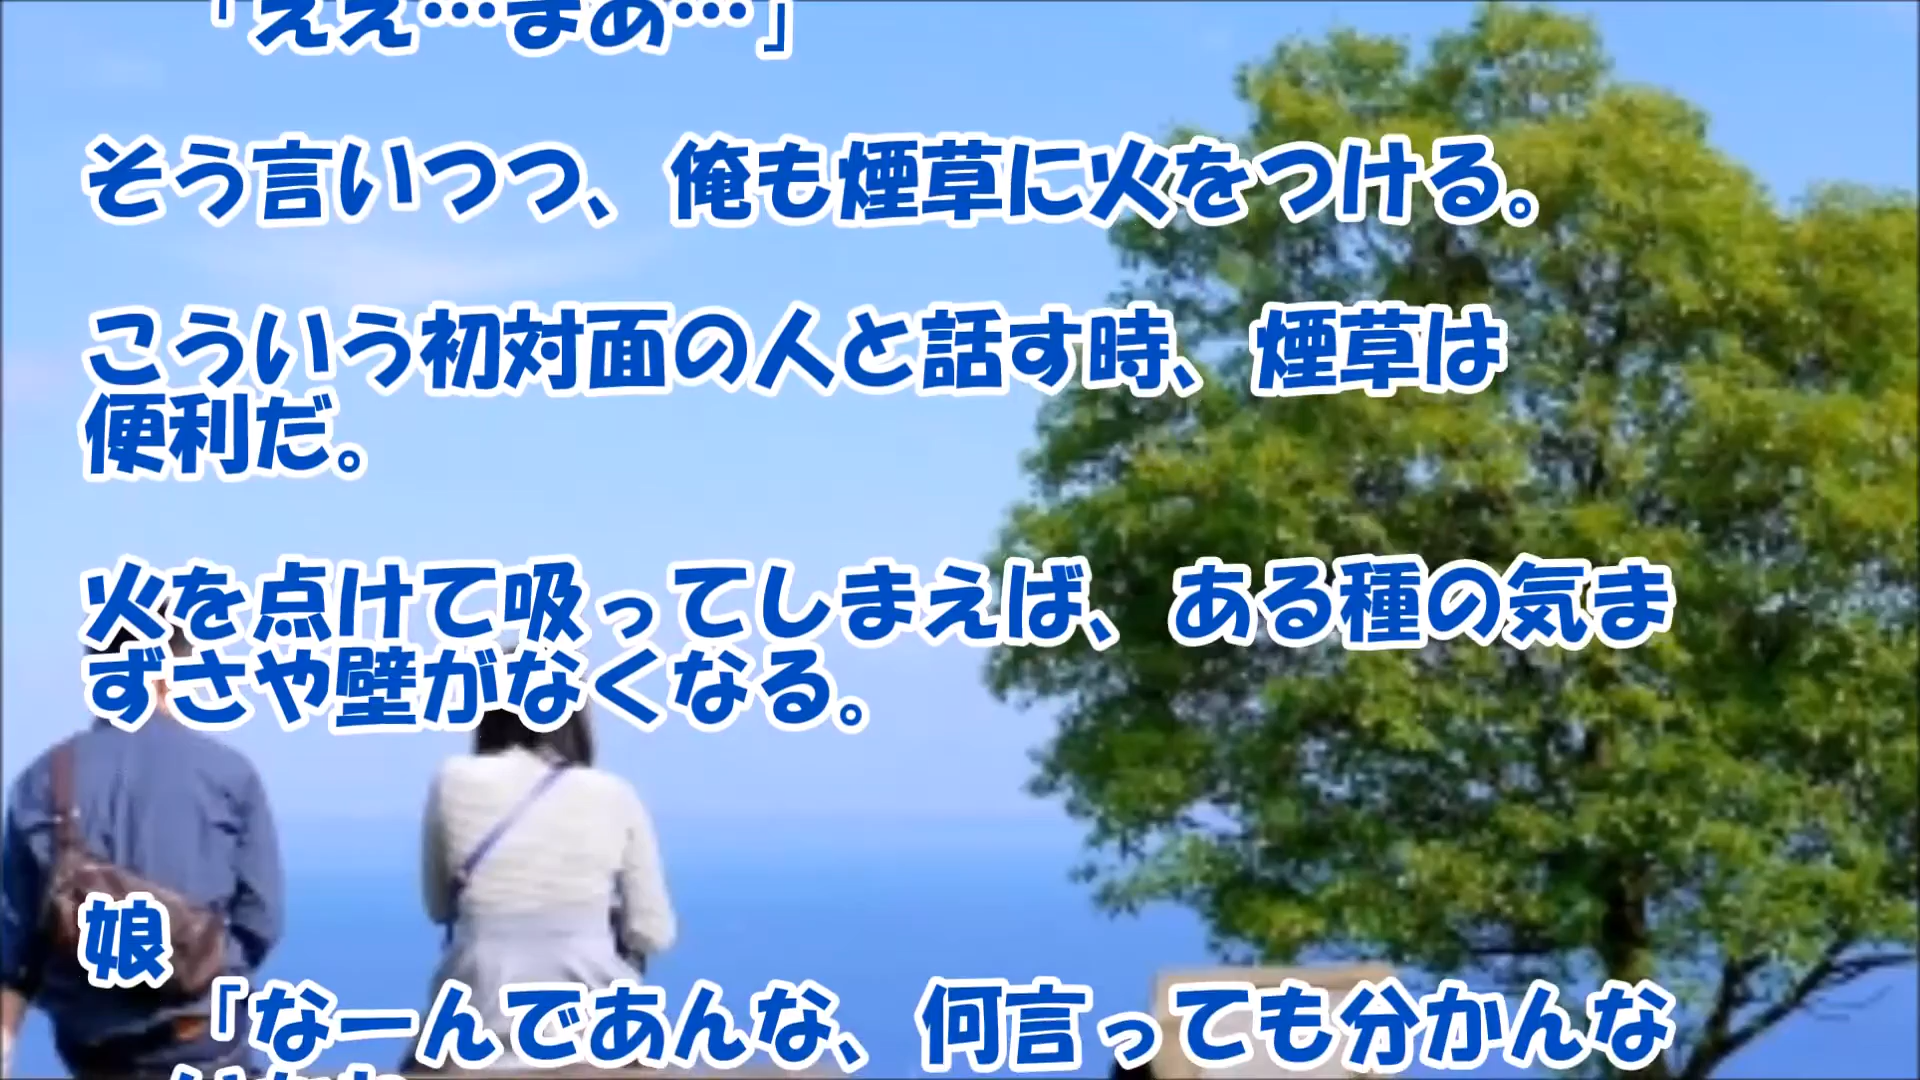 「ええ…まあ…」
そう言いつつ、俺も煙草に火をつける。
こういう初対面の人と話す時、煙草は
便利だ。
火を点けて吸ってしまえば、ある種の気ま
ずさや壁がなくなる。
娘
「なーんであんな、何言っても分かんな